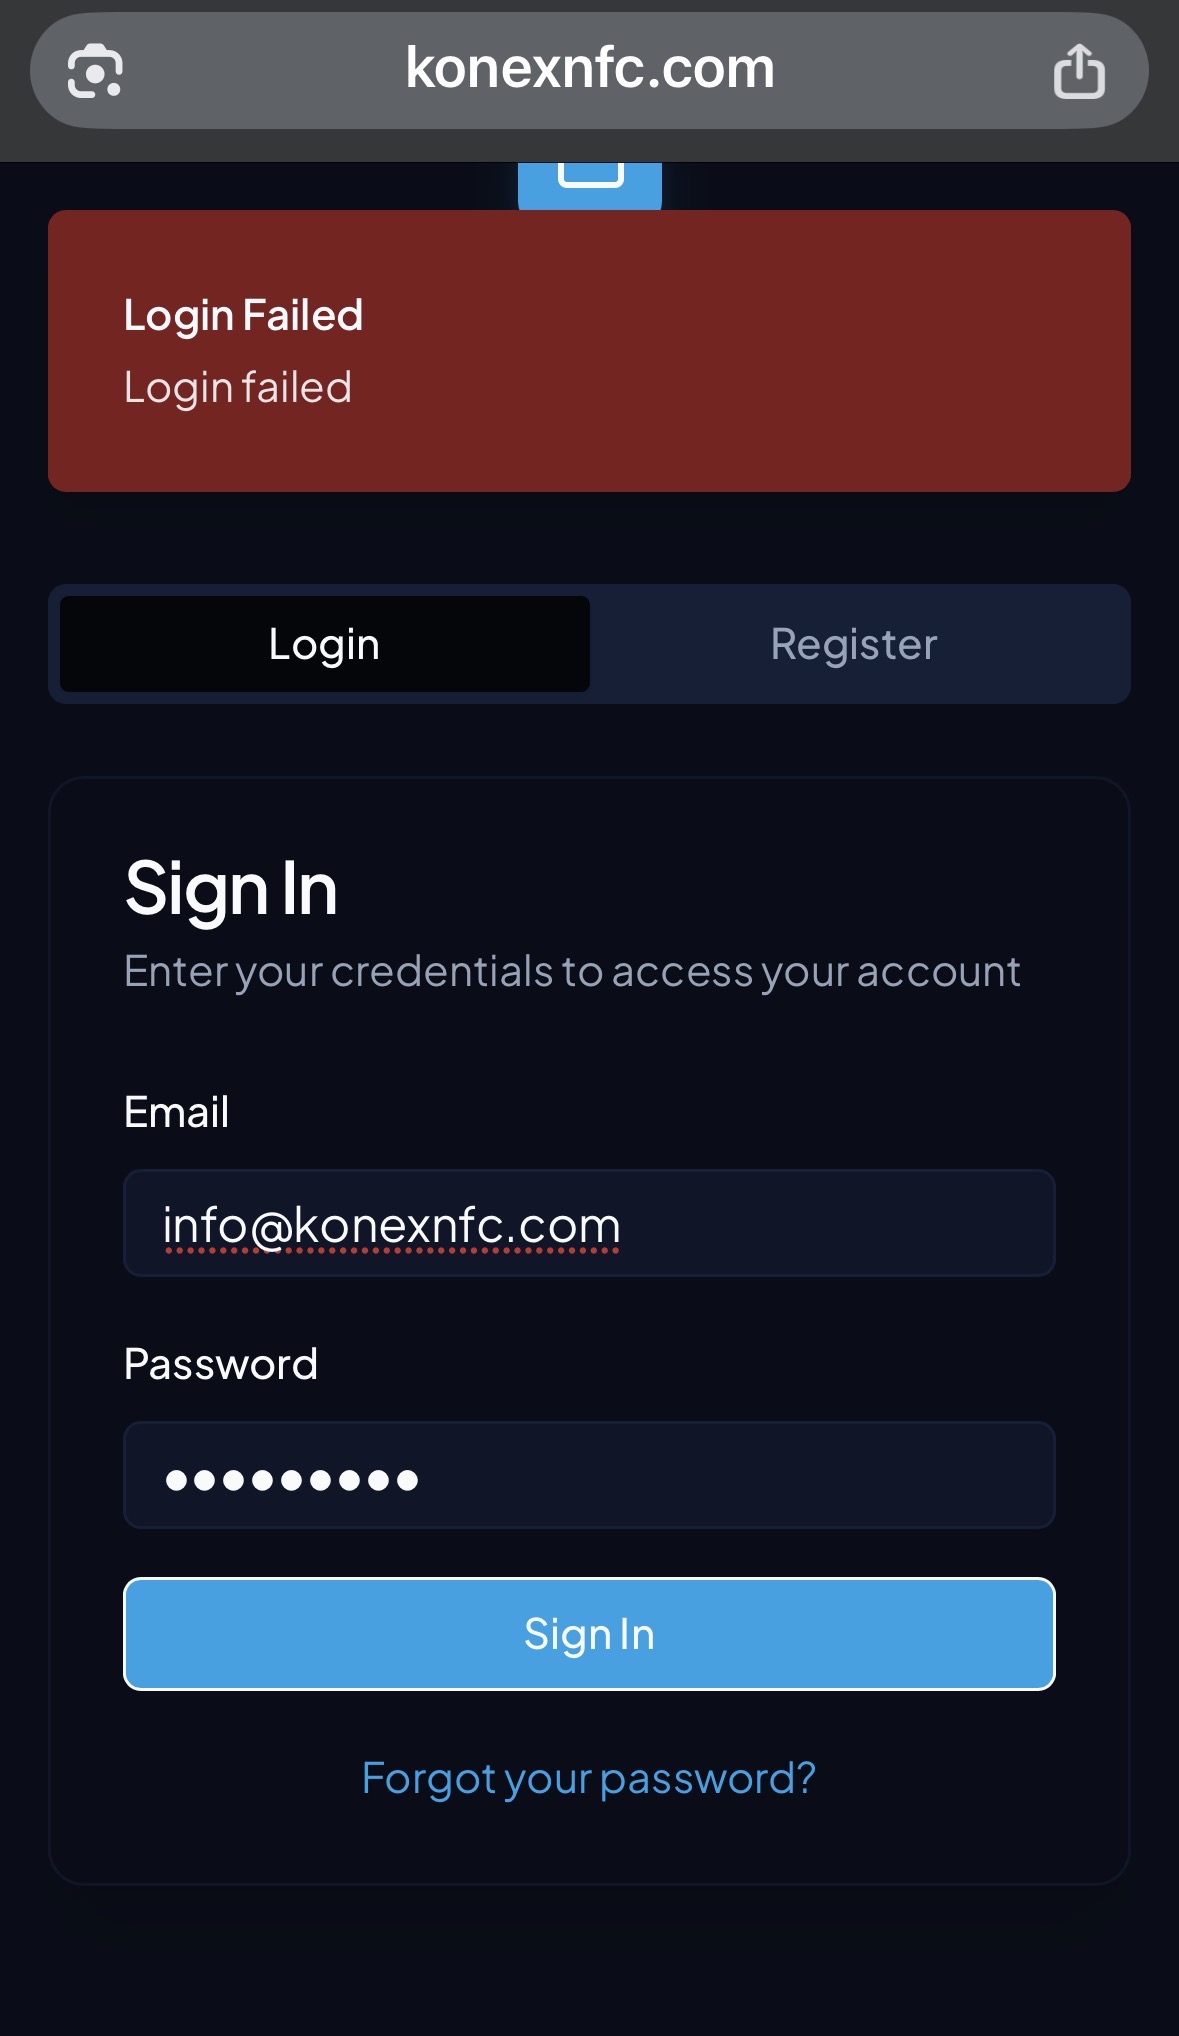 konexnfc.com
Login Failed
Login failed
Login
Register
Sign In
Enter your credentials to access your account
Email
info@konexnfc.com
Password
Sign In
Forgot your password?